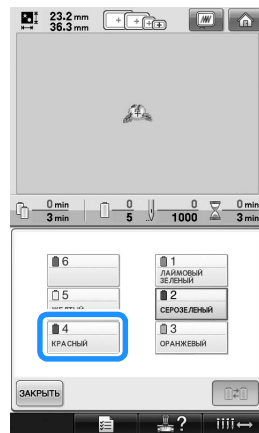 23.2 mm
36.3 mm
0 min
3 min
0
5
0
1000
0 min
3 min
6
1
ЛАЙМОВЫЙ
ЗЕЛЕНЫЙ
5
2
СЕРОЗЕЛЕНЫЙ
4
КРАСНЫЙ
3
ОРАНЖЕВЫЙ
ЗАКРЫТЬ
?